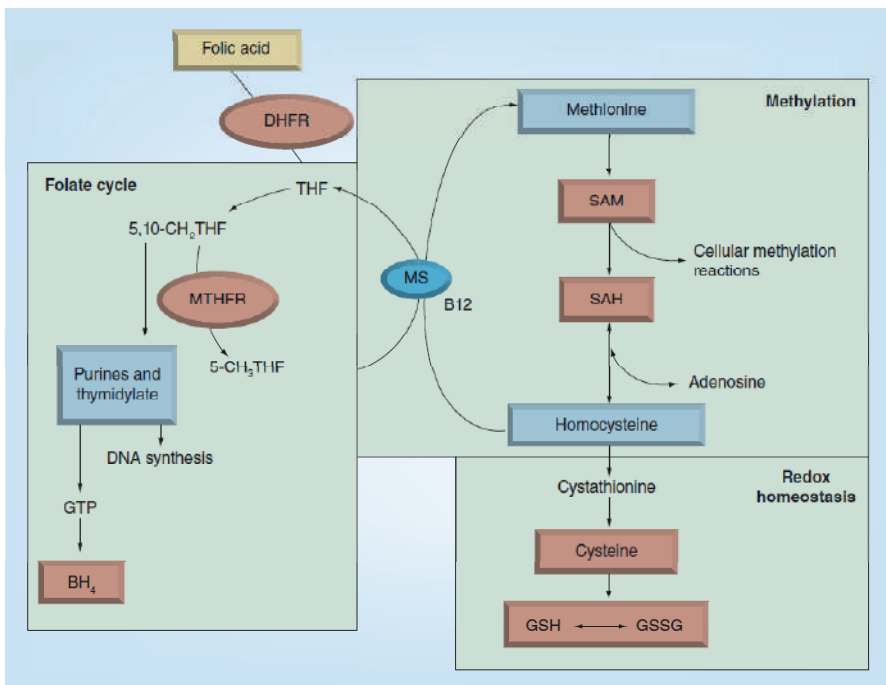 Folic acid
DHFR
Methylation
Methionine
Folate cycle
THF
SAM
5,10-CH₂THF
Cellular methylation
reactions
MS
B12
MTHFR
SAH
5-CH₃THF
Adenosine
Purines and
thymidylate
Homocysteine
DNA synthesis
Redox
homeostasis
Cystathionine
GTP
Cysteine
BH₄
GSH
GSSG